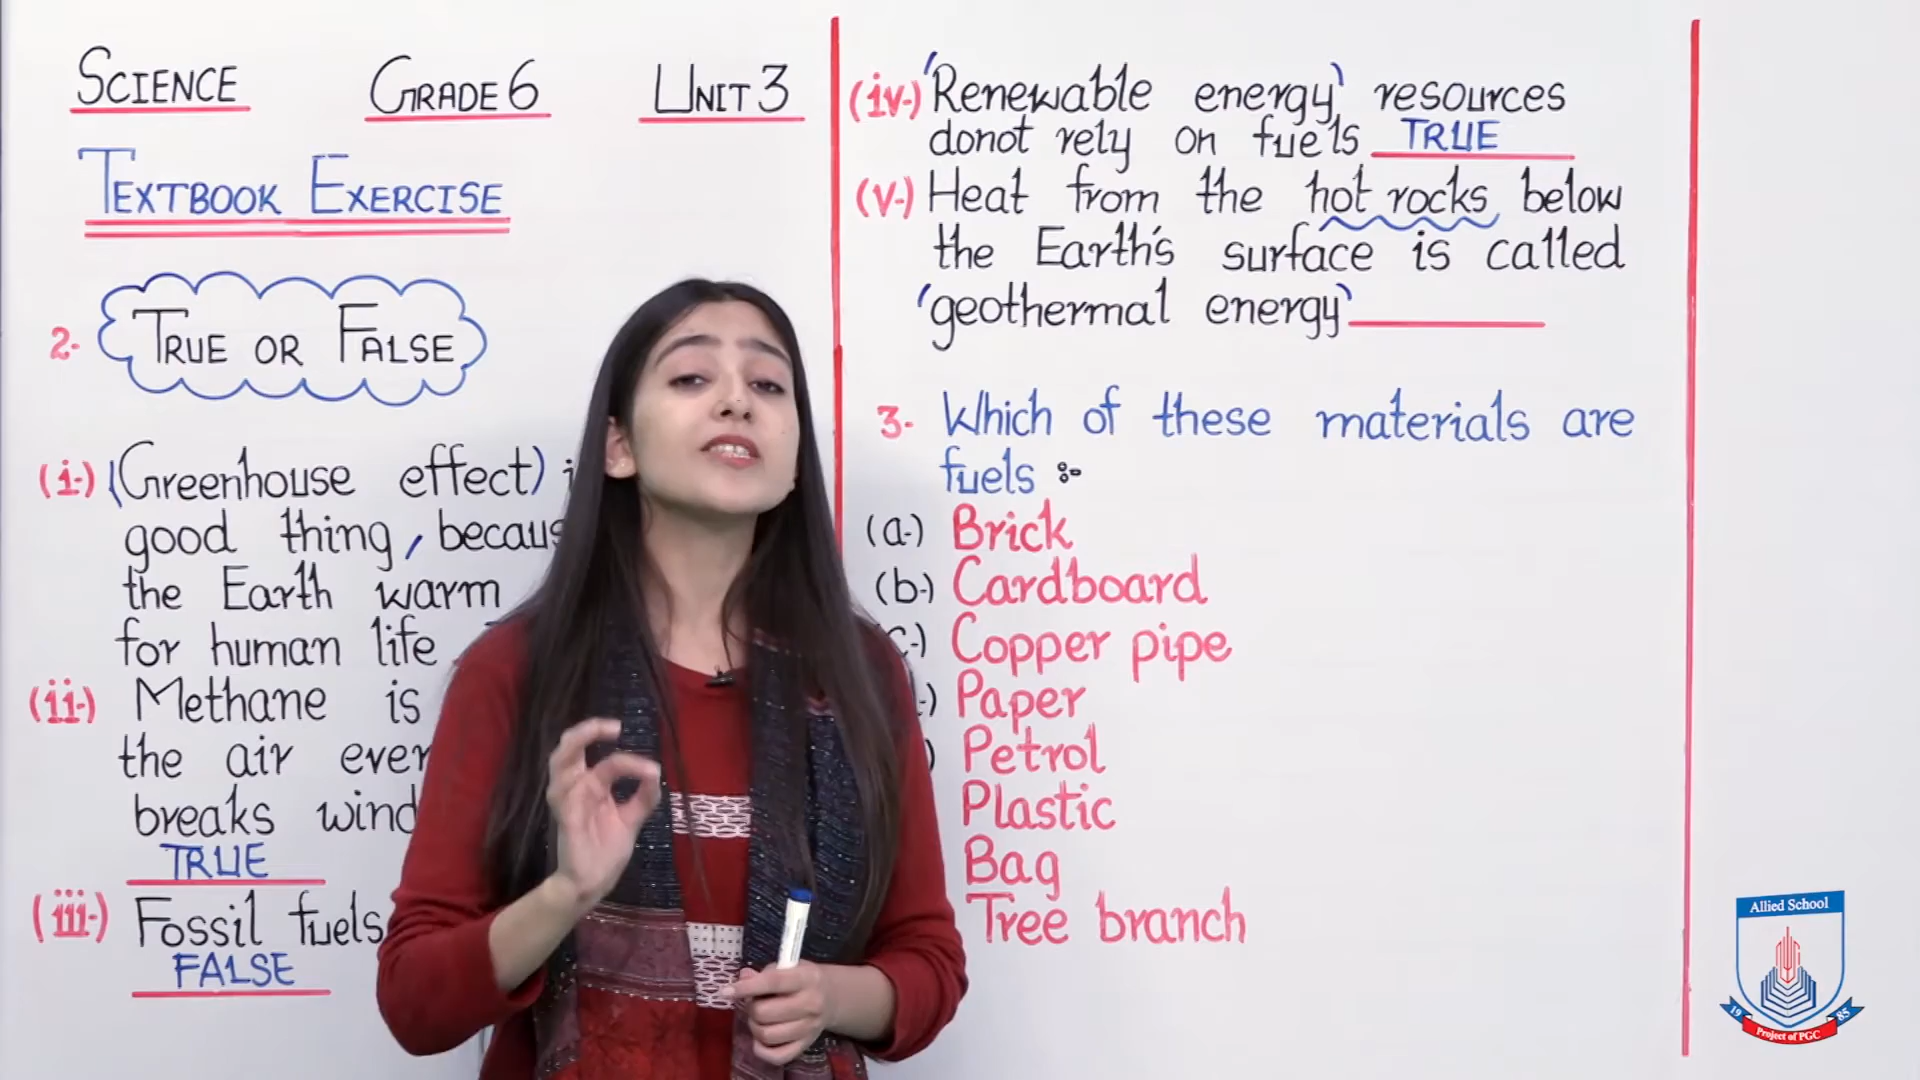 SCIENCE GRADE 6 UNIT 3
TEXTBOOK EXERCISE
2- TRUE OR FALSE
(i-) (Greenhouse effect)
good thing,
the Earth warm
for human life
(ii-) Methane is
the air
breaks wind
TRUE
(iii-) Fossil fuels
FALSE
(iv-) 'Renewable energy' resources
donot rely on fuels TRUE
(v-) Heat from the hot rocks below
the Earth's surface is called
'geothermal energy'
3- Which of these materials are
fuels :-
(a-) Brick
(b-) Cardboard
Copper pipe
Paper
Petrol
Plastic
Bag
Tree branch
Allied School
1985
Project of PGC